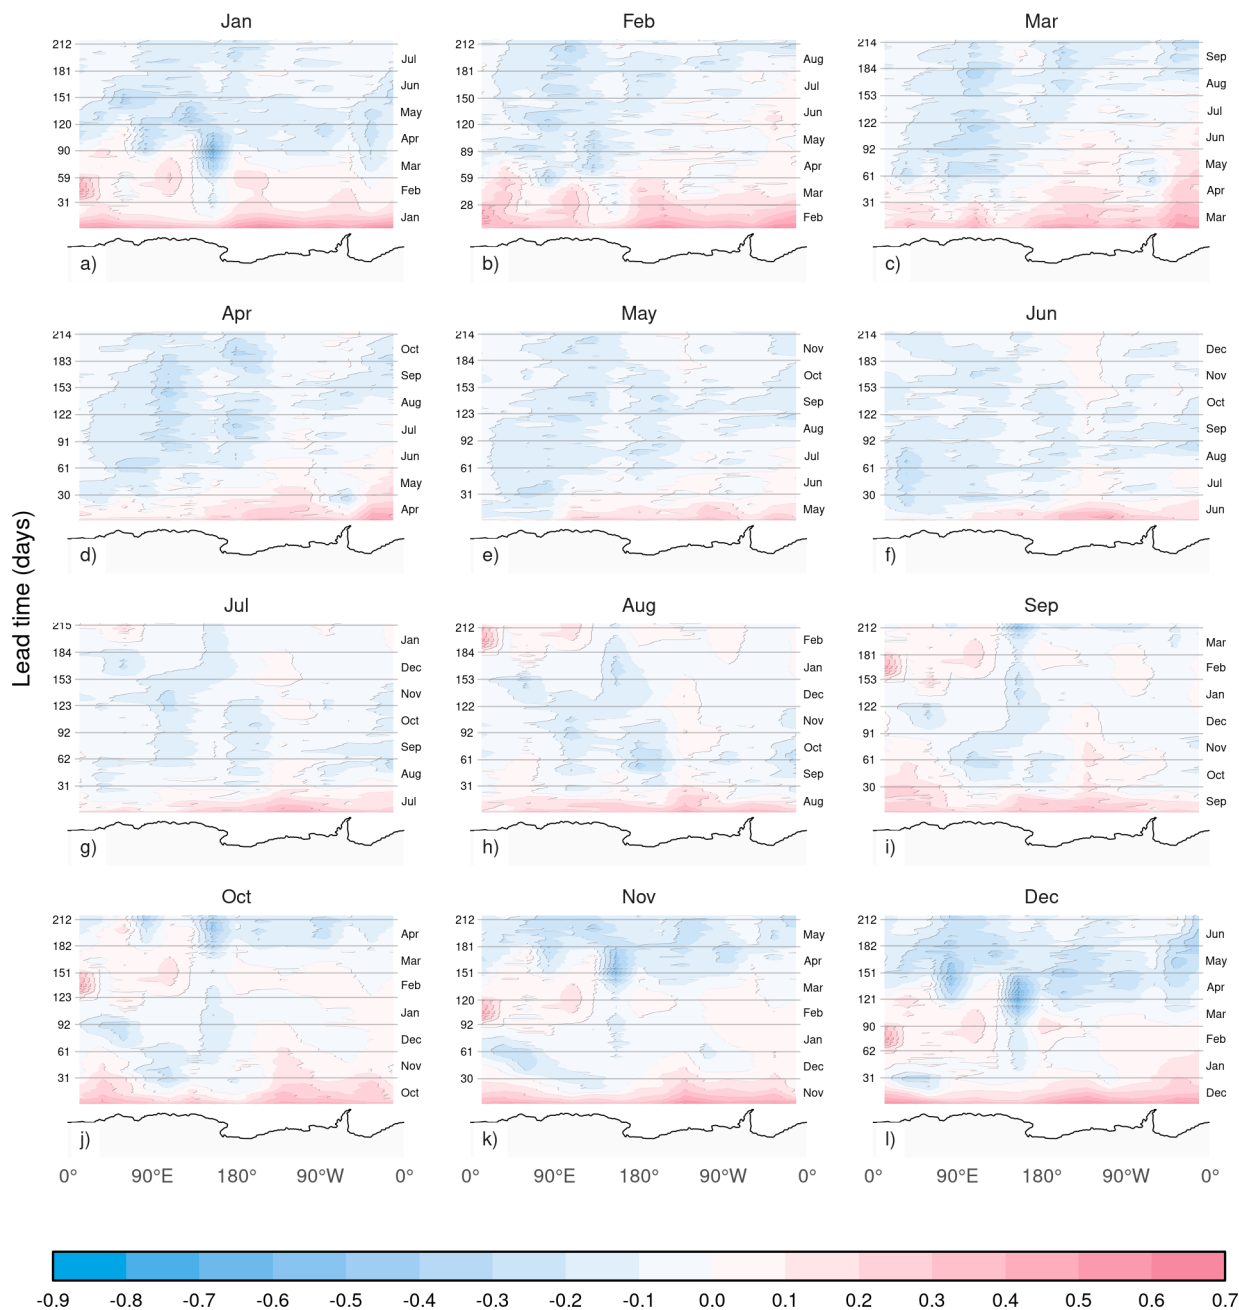 Jan Feb Mar
212 Jul 212 Aug 214 Sep
181 Jun 181 Jul 184 Aug
151 May 150 Jun 153 Jul
120 Apr 120 May 122 Jun
90 Mar 89 Apr 92 May
59 Feb 59 Mar 61 Apr
31 Jan 28 Feb 31 Mar
a) b) c)
Apr May Jun
214 Oct 214 Nov 214 Dec
183 Sep 184 Oct 184 Nov
153 Aug 153 Sep 153 Oct
122 Jul 123 Aug 122 Sep
91 Jun 92 Jul 92 Aug
61 May 61 Jun 61 Jul
30 Apr 31 May 30 Jun
d) e) f)
Lead time (days)
Jul Aug Sep
215 Jan 212 Feb 212 Mar
184 Dec 184 Jan 181 Feb
153 Nov 153 Dec 153 Jan
123 Oct 122 Nov 122 Dec
92 Sep 92 Oct 91 Nov
62 Aug 61 Sep 61 Oct
31 Jul 31 Aug 30 Sep
g) h) i)
Oct Nov Dec
212 Apr 212 May 212 Jun
182 Mar 181 Apr 182 May
151 Feb 151 Mar 151 Apr
123 Jan 120 Feb 121 Mar
92 Dec 92 Jan 90 Feb
61 Nov 61 Dec 62 Jan
31 Oct 30 Nov 31 Dec
j) k) l)
0° 90°E 180° 90°W 0° 90°E 180° 90°W 0° 90°E 180° 90°W 0°
-0.9 -0.8 -0.7 -0.6 -0.5 -0.4 -0.3 -0.2 -0.1 0.0 0.1 0.2 0.3 0.4 0.5 0.6 0.7